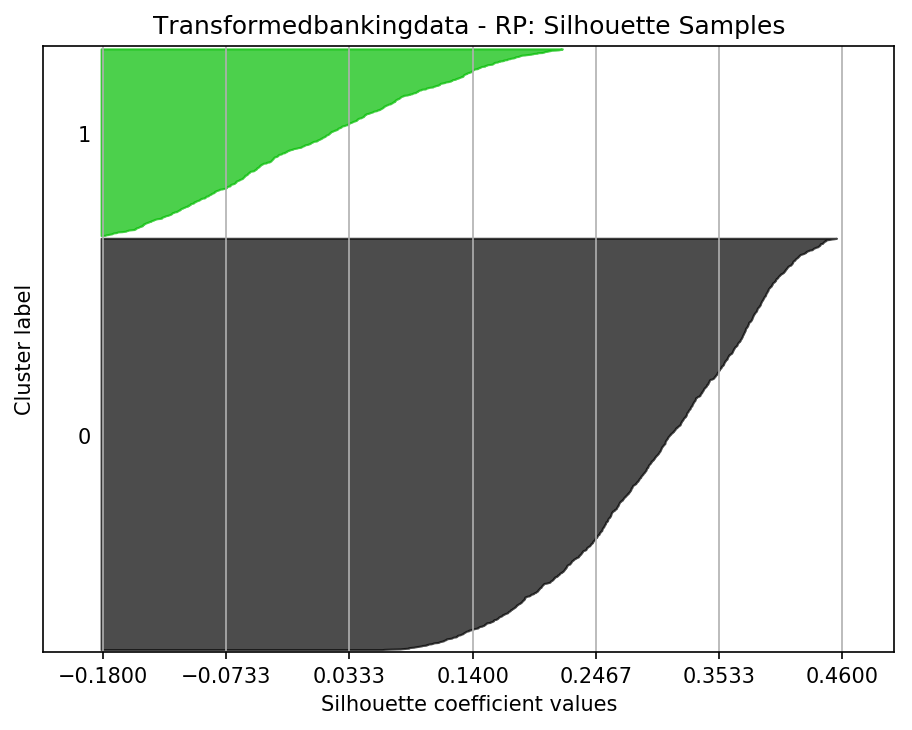 Transformedbankingdata - RP: Silhouette Samples
1
Cluster label
0
−0.1800 −0.0733 0.0333 0.1400 0.2467 0.3533 0.4600
Silhouette coefficient values